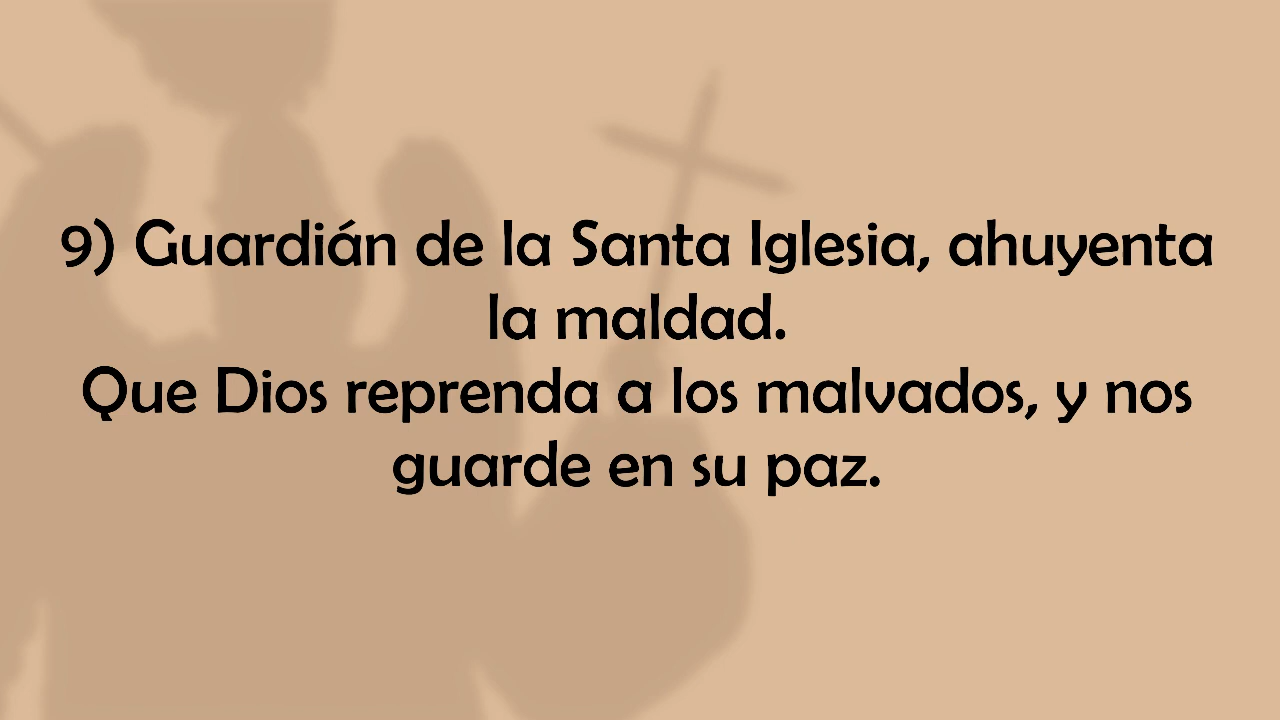 9) Guardián de la Santa Iglesia, ahuyenta
la maldad.
Que Dios reprenda a los malvados, y nos
guarde en su paz.